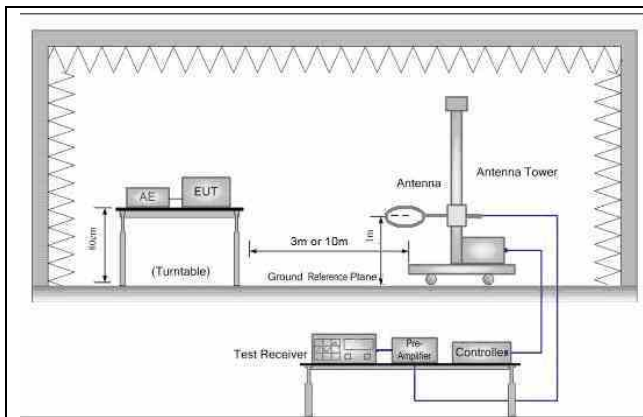 AE
EUT
80cm
(Turntable)
Antenna
Antenna Tower
1m
3m or 10m
Ground Reference Plane
Test Receiver
Pre-
Amplifier
Controller